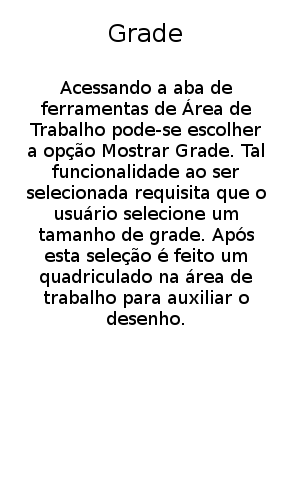 Grade
Acessando a aba de
ferramentas de Área de
Trabalho pode-se escolher
a opção Mostrar Grade. Tal
funcionalidade ao ser
selecionada requisita que o
usuário selecione um
tamanho de grade. Após
esta seleção é feito um
quadriculado na área de
trabalho para auxiliar o
desenho.